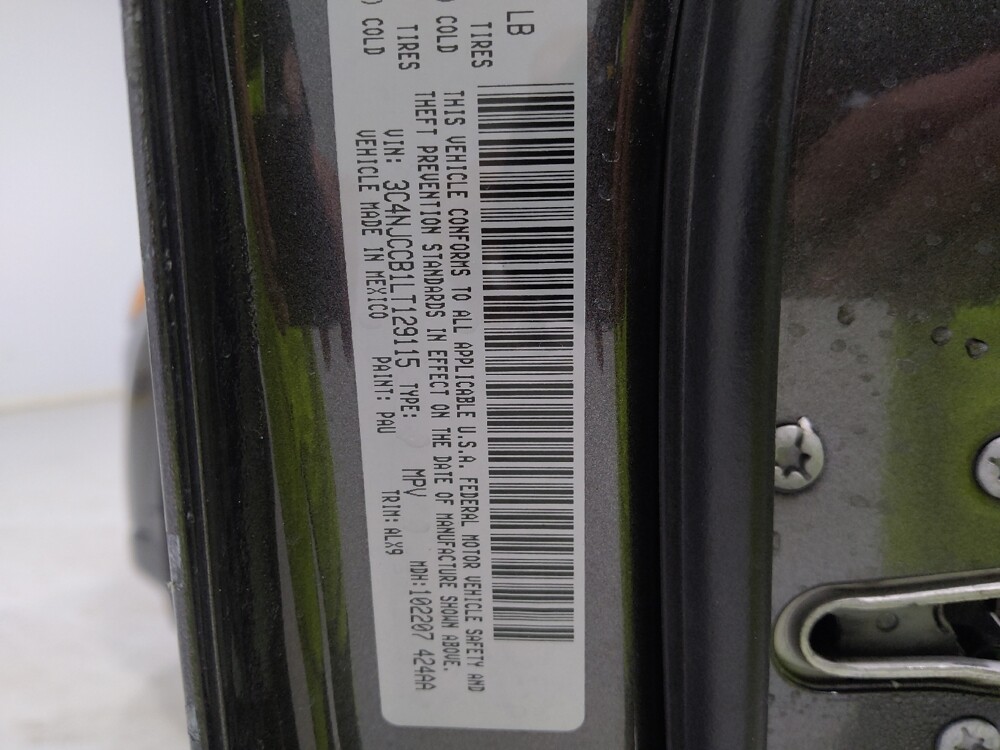 LB
TIRES COLD
TIRES COLD
THIS VEHICLE CONFORMS TO ALL APPLICABLE U.S.A. FEDERAL MOTOR VEHICLE SAFETY AND
THEFT PREVENTION STANDARDS IN EFFECT ON THE DATE OF MANUFACTURE SHOWN ABOVE.
VIN: 3C4NJCCB1LT129115 TYPE: MPV MDH:102207 424AA
VEHICLE MADE IN MEXICO PAINT: PAU TRIM:ALX9